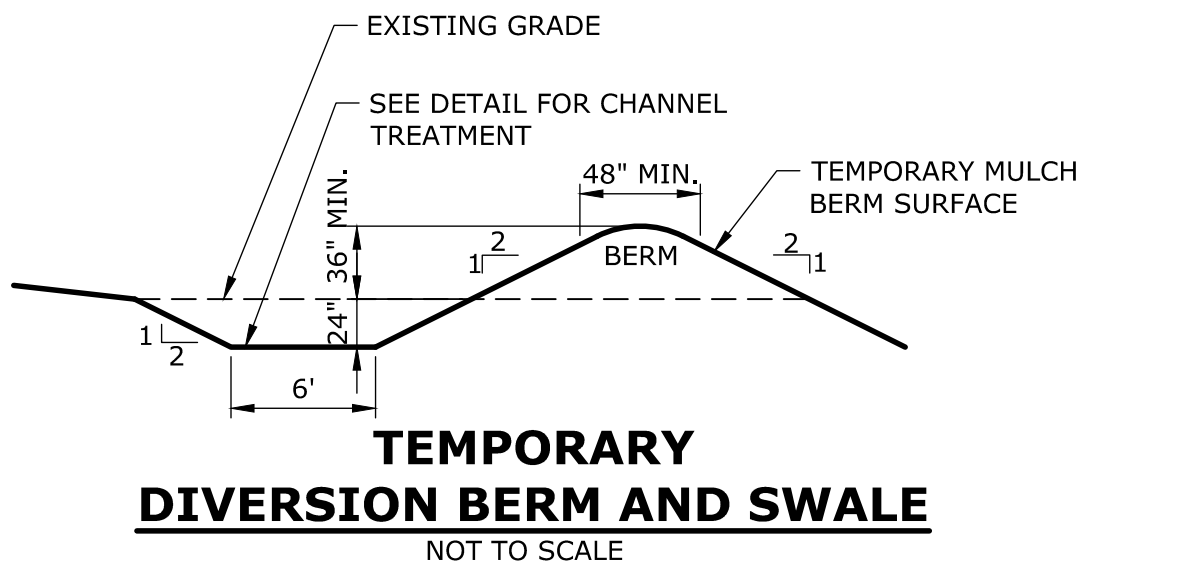 EXISTING GRADE
SEE DETAIL FOR CHANNEL
TREATMENT
48" MIN.
TEMPORARY MULCH
BERM SURFACE
36" MIN.
24"
2
1
BERM
2
1
1
2
6'
TEMPORARY
DIVERSION BERM AND SWALE
NOT TO SCALE